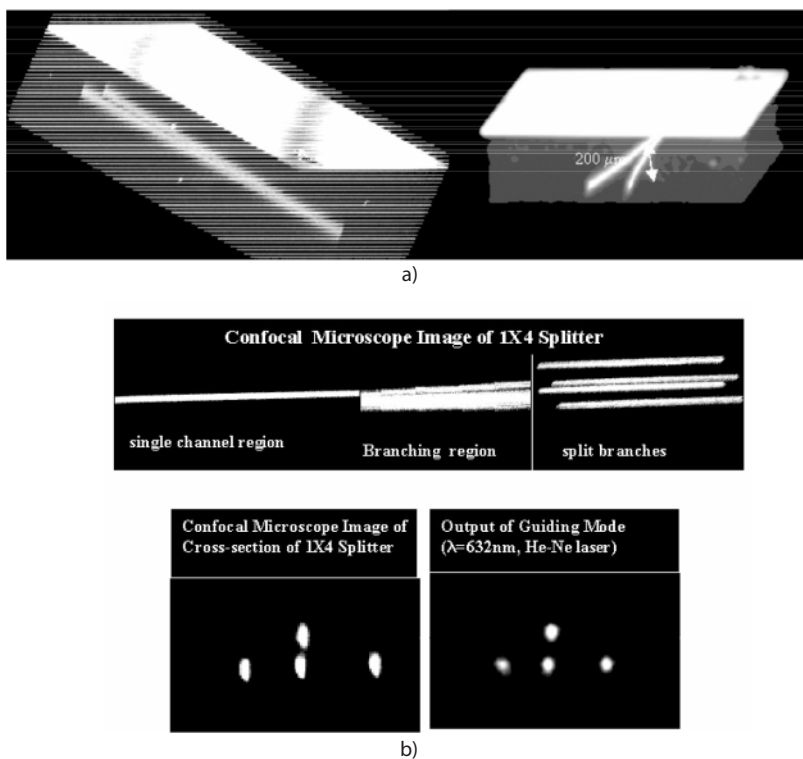 200 μm
a)
Confocal Microscope Image of 1X4 Splitter
single channel region
Branching region
split branches
Confocal Microscope Image of
Cross-section of 1X4 Splitter
Output of Guiding Mode
(λ=632nm, He-Ne laser)
b)